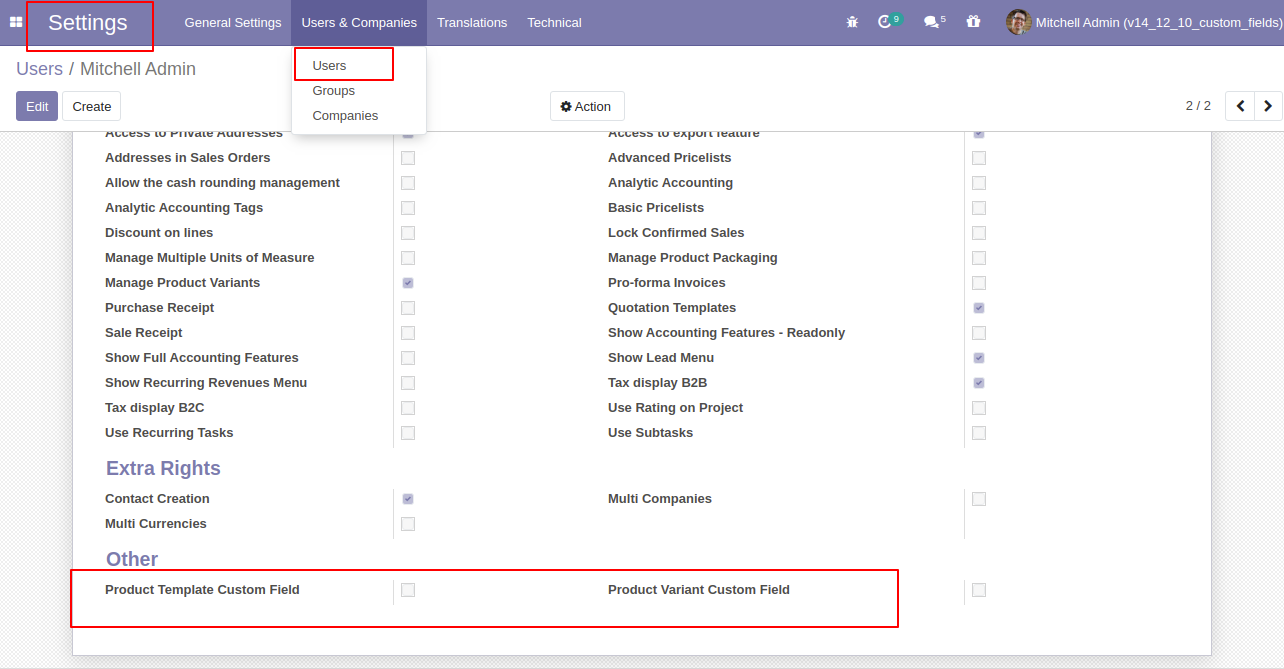 Settings General Settings Users & Companies Translations Technical 9 5 Mitchell Admin (v14_12_10_custom_fields)
Users / Mitchell Admin
Users
Groups
Companies
Edit Create Action 2 / 2
Access to Private Addresses Access to export feature
Addresses in Sales Orders Advanced Pricelists
Allow the cash rounding management Analytic Accounting
Analytic Accounting Tags Basic Pricelists
Discount on lines Lock Confirmed Sales
Manage Multiple Units of Measure Manage Product Packaging
Manage Product Variants Pro-forma Invoices
Purchase Receipt Quotation Templates
Sale Receipt Show Accounting Features - Readonly
Show Full Accounting Features Show Lead Menu
Show Recurring Revenues Menu Tax display B2B
Tax display B2C Use Rating on Project
Use Recurring Tasks Use Subtasks
Extra Rights
Contact Creation Multi Companies
Multi Currencies
Other
Product Template Custom Field Product Variant Custom Field